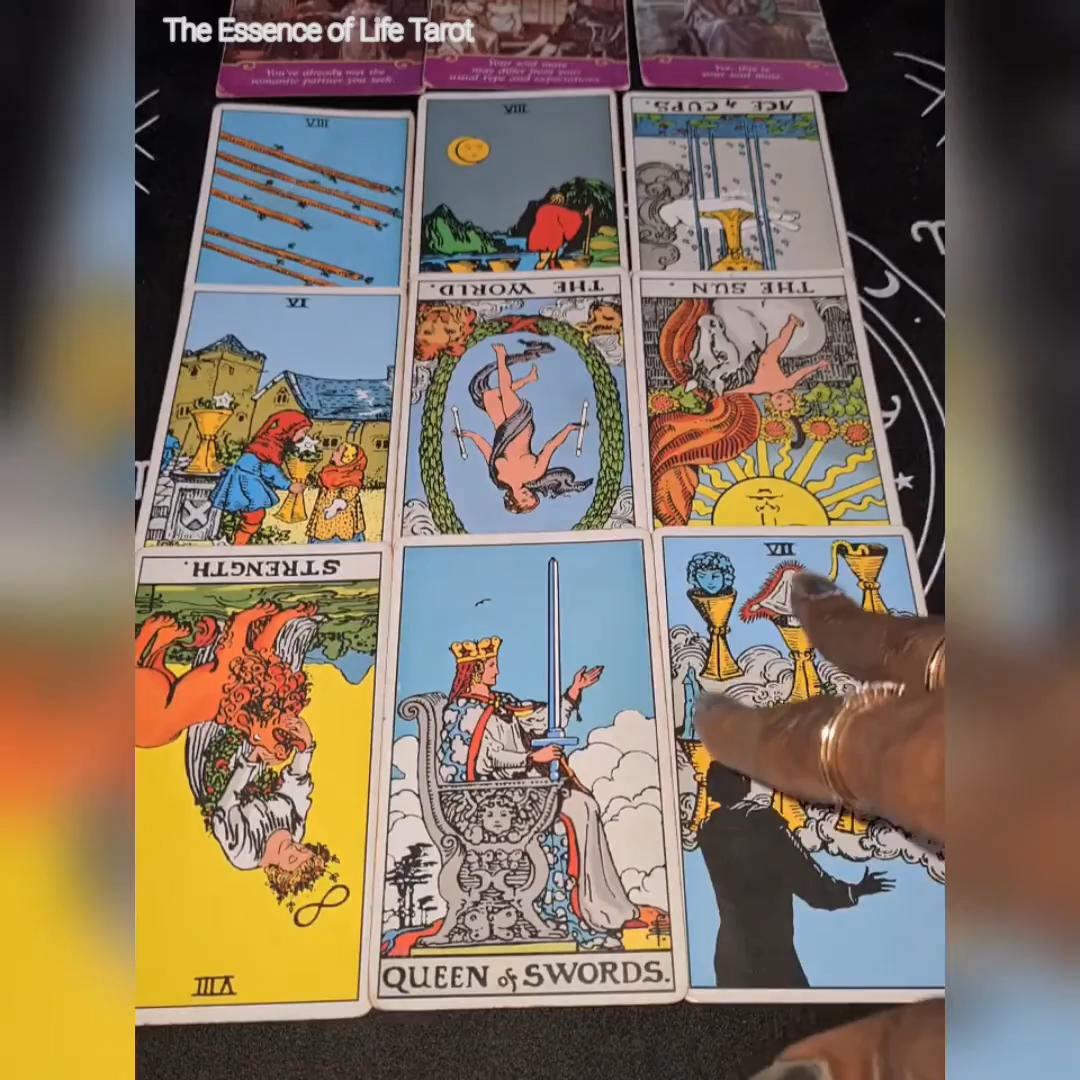 The Essence of Life Tarot
You've already met the
romantic partner you seek.
Your soul mate
may differ from your
usual type and expectations.
Yes, this is
your soul mate.
VIII
VIII
ACE of CUPS.
VI
THE WORLD.
THE SUN.
STRENGTH.
VIII
VII
QUEEN of SWORDS.